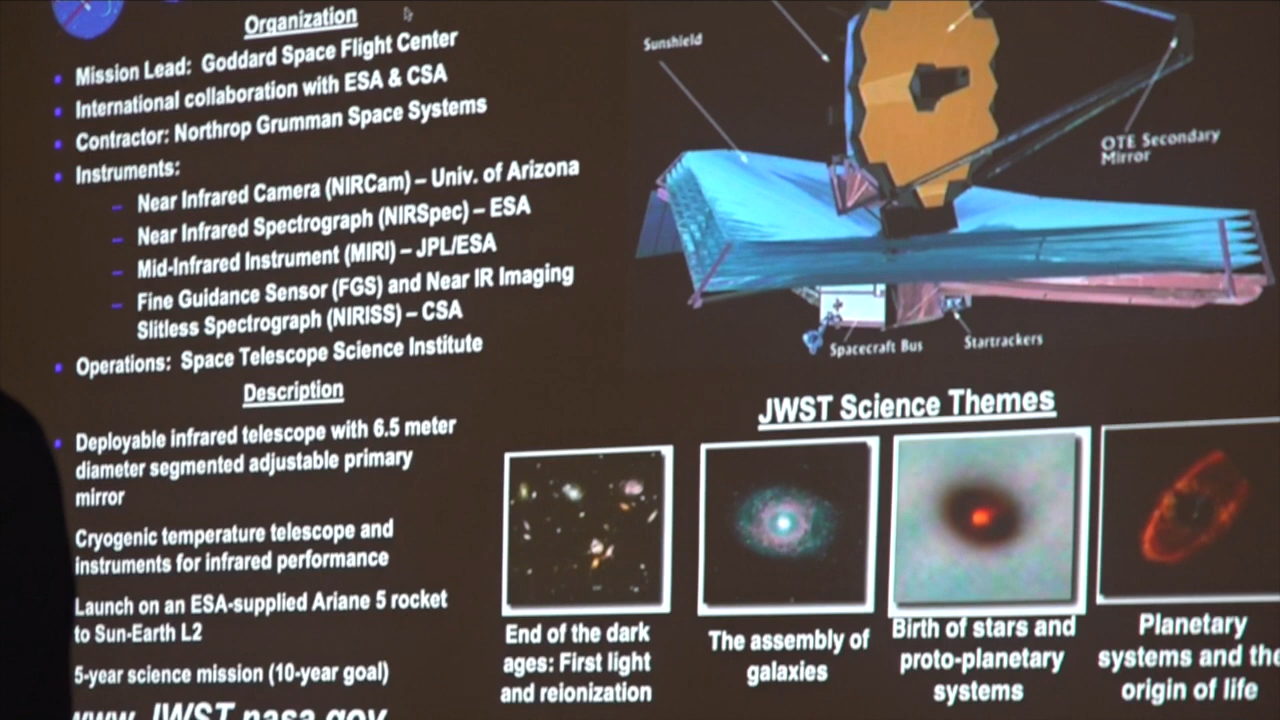 Organization
Mission Lead: Goddard Space Flight Center
International collaboration with ESA & CSA
Contractor: Northrop Grumman Space Systems
Instruments:
– Near Infrared Camera (NIRCam) – Univ. of Arizona
– Near Infrared Spectrograph (NIRSpec) – ESA
– Mid-Infrared Instrument (MIRI) – JPL/ESA
– Fine Guidance Sensor (FGS) and Near IR Imaging
Slitless Spectrograph (NIRISS) – CSA
Operations: Space Telescope Science Institute
Description
Deployable infrared telescope with 6.5 meter
diameter segmented adjustable primary
mirror
Cryogenic temperature telescope and
instruments for infrared performance
Launch on an ESA-supplied Ariane 5 rocket
to Sun-Earth L2
5-year science mission (10-year goal)
www.JWST.nasa.gov
Sunshield
OTE Secondary
Mirror
Spacecraft Bus
Startrackers
JWST Science Themes
End of the dark
ages: First light
and reionization
The assembly of
galaxies
Birth of stars and
proto-planetary
systems
Planetary
systems and the
origin of life